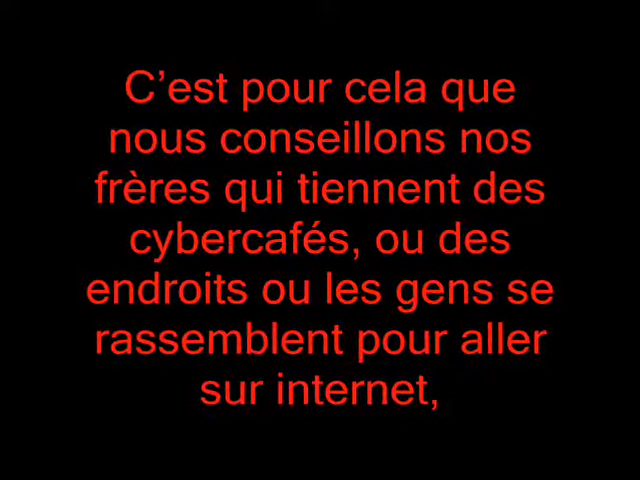 C’est pour cela que
nous conseillons nos
frères qui tiennent des
cybercafés, ou des
endroits ou les gens se
rassemblent pour aller
sur internet,